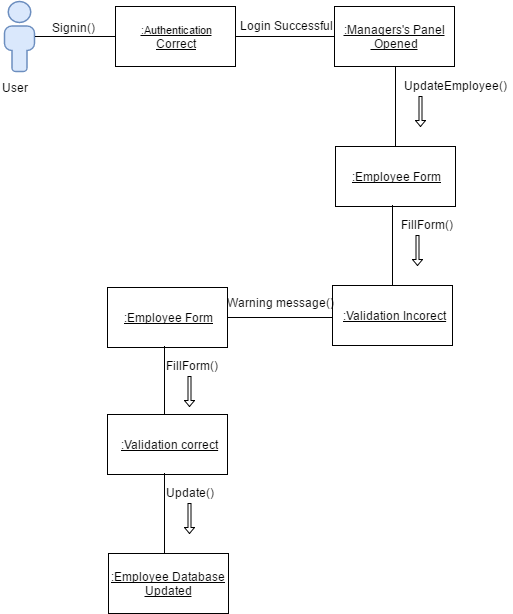 Signin()
:Authentication
Correct
Login Successful
:Managers's Panel
Opened
User
UpdateEmployee()
:Employee Form
FillForm()
Warning message()
:Employee Form
:Validation Incorect
FillForm()
:Validation correct
Update()
:Employee Database
Updated